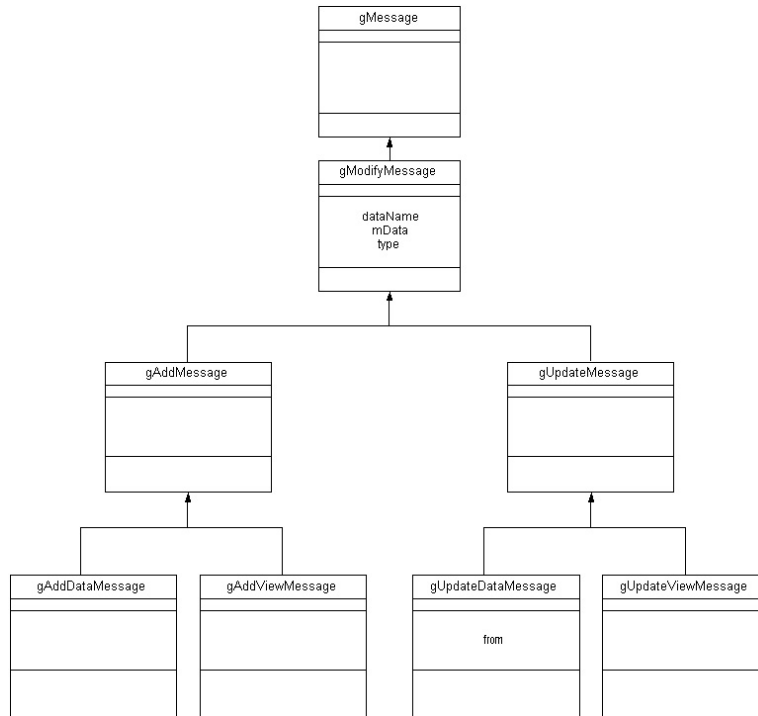 gMessage
gModifyMessage
dataName
mData
type
gAddMessage
gUpdateMessage
gAddDataMessage
gAddViewMessage
gUpdateDataMessage
gUpdateViewMessage
from